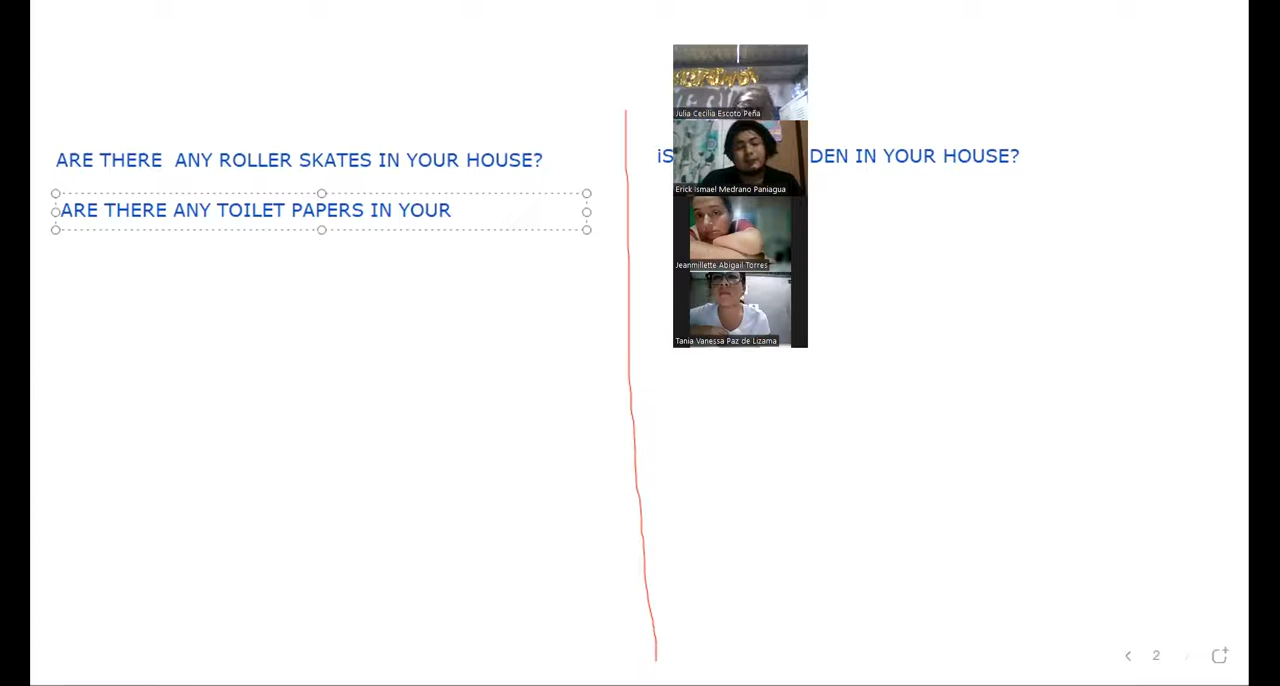 ARE THERE ANY ROLLER SKATES IN YOUR HOUSE?
ARE THERE ANY TOILET PAPERS IN YOUR
iS DEN IN YOUR HOUSE?
Julia Cecilia Escoto Peña
Erick Ismael Medrano Paniagua
Jeanmillette Abigail Torres
Tania Vanessa Paz de Lizama
2